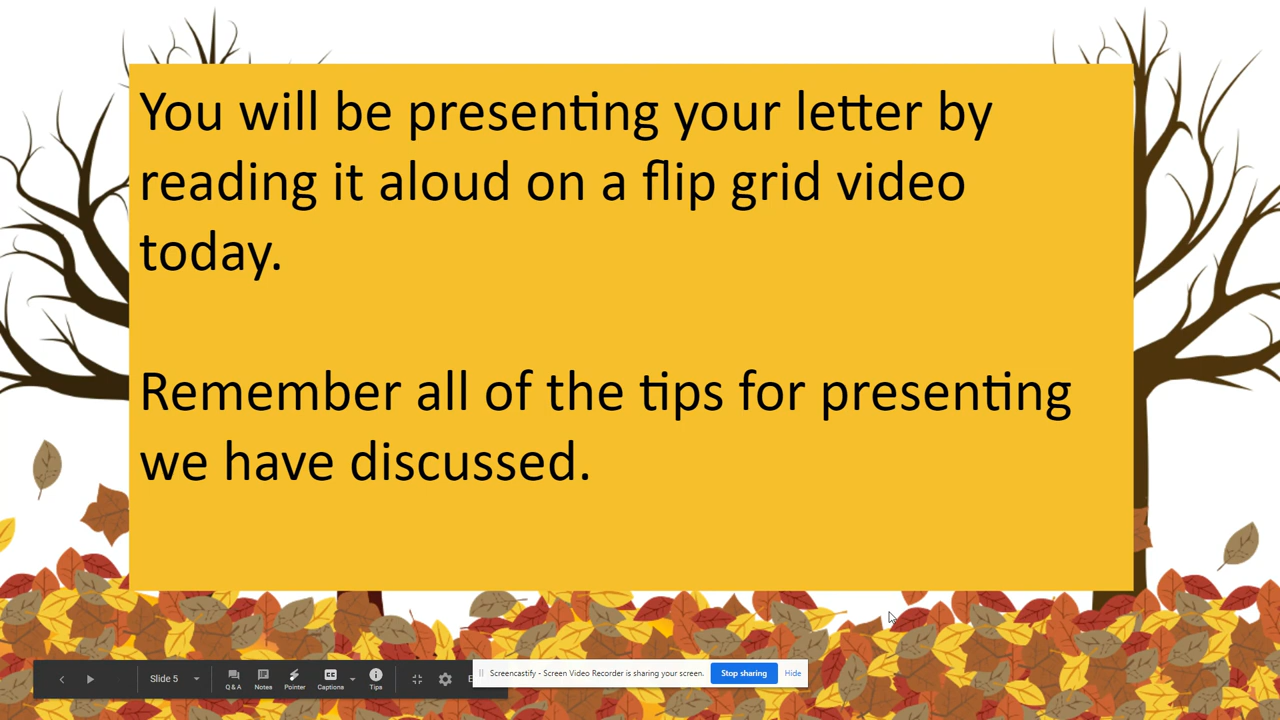 You will be presenting your letter by
reading it aloud on a flip grid video
today.
Remember all of the tips for presenting
we have discussed.
Slide 5
Q & A
Notes
Pointer
Captions
Tips
Screencastify - Screen Video Recorder is sharing your screen.
Stop sharing
Hide